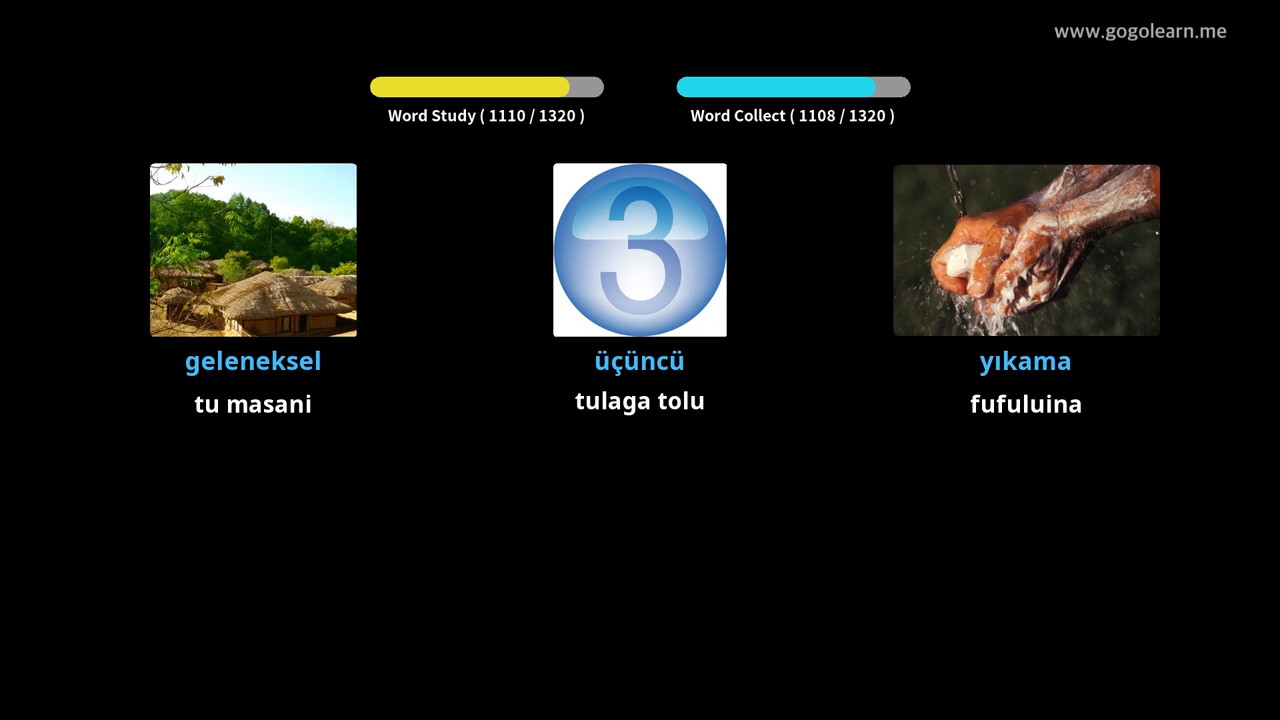 www.gogolearn.me
Word Study ( 1110 / 1320 )
Word Collect ( 1108 / 1320 )
3
geleneksel
tu masani
üçüncü
tulaga tolu
yıkama
fufuluina